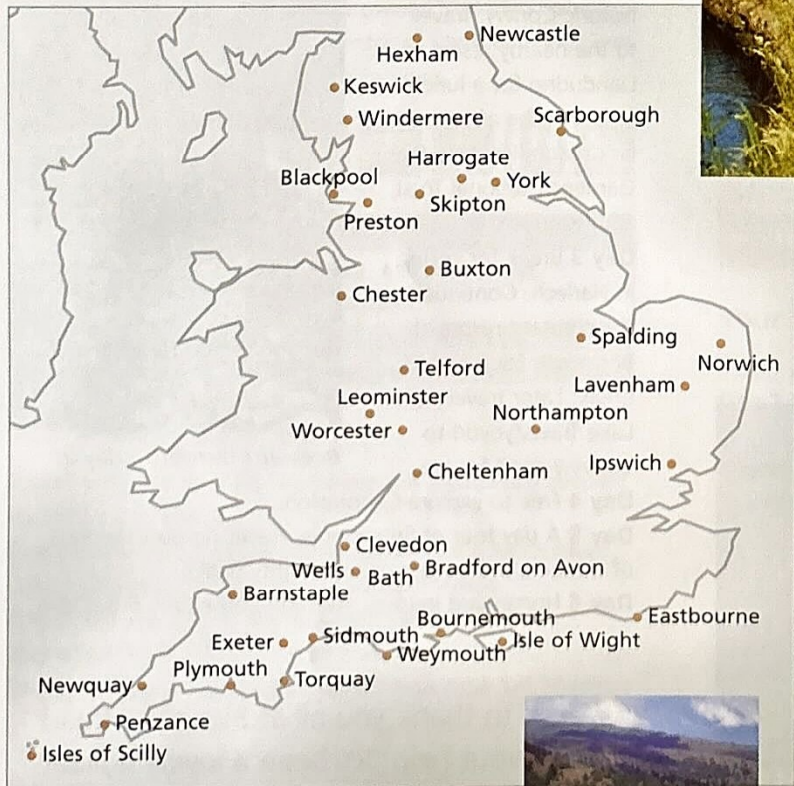 Newcastle
Hexham
Keswick
Windermere
Scarborough
Harrogate
Blackpool
York
Skipton
Preston
Buxton
Chester
Spalding
Norwich
Telford
Lavenham
Leominster
Northampton
Worcester
Ipswich
Cheltenham
Clevedon
Wells
Bath
Bradford on Avon
Barnstaple
Bournemouth
Eastbourne
Exeter
Sidmouth
Isle of Wight
Weymouth
Plymouth
Torquay
Newquay
Penzance
Isles of Scilly